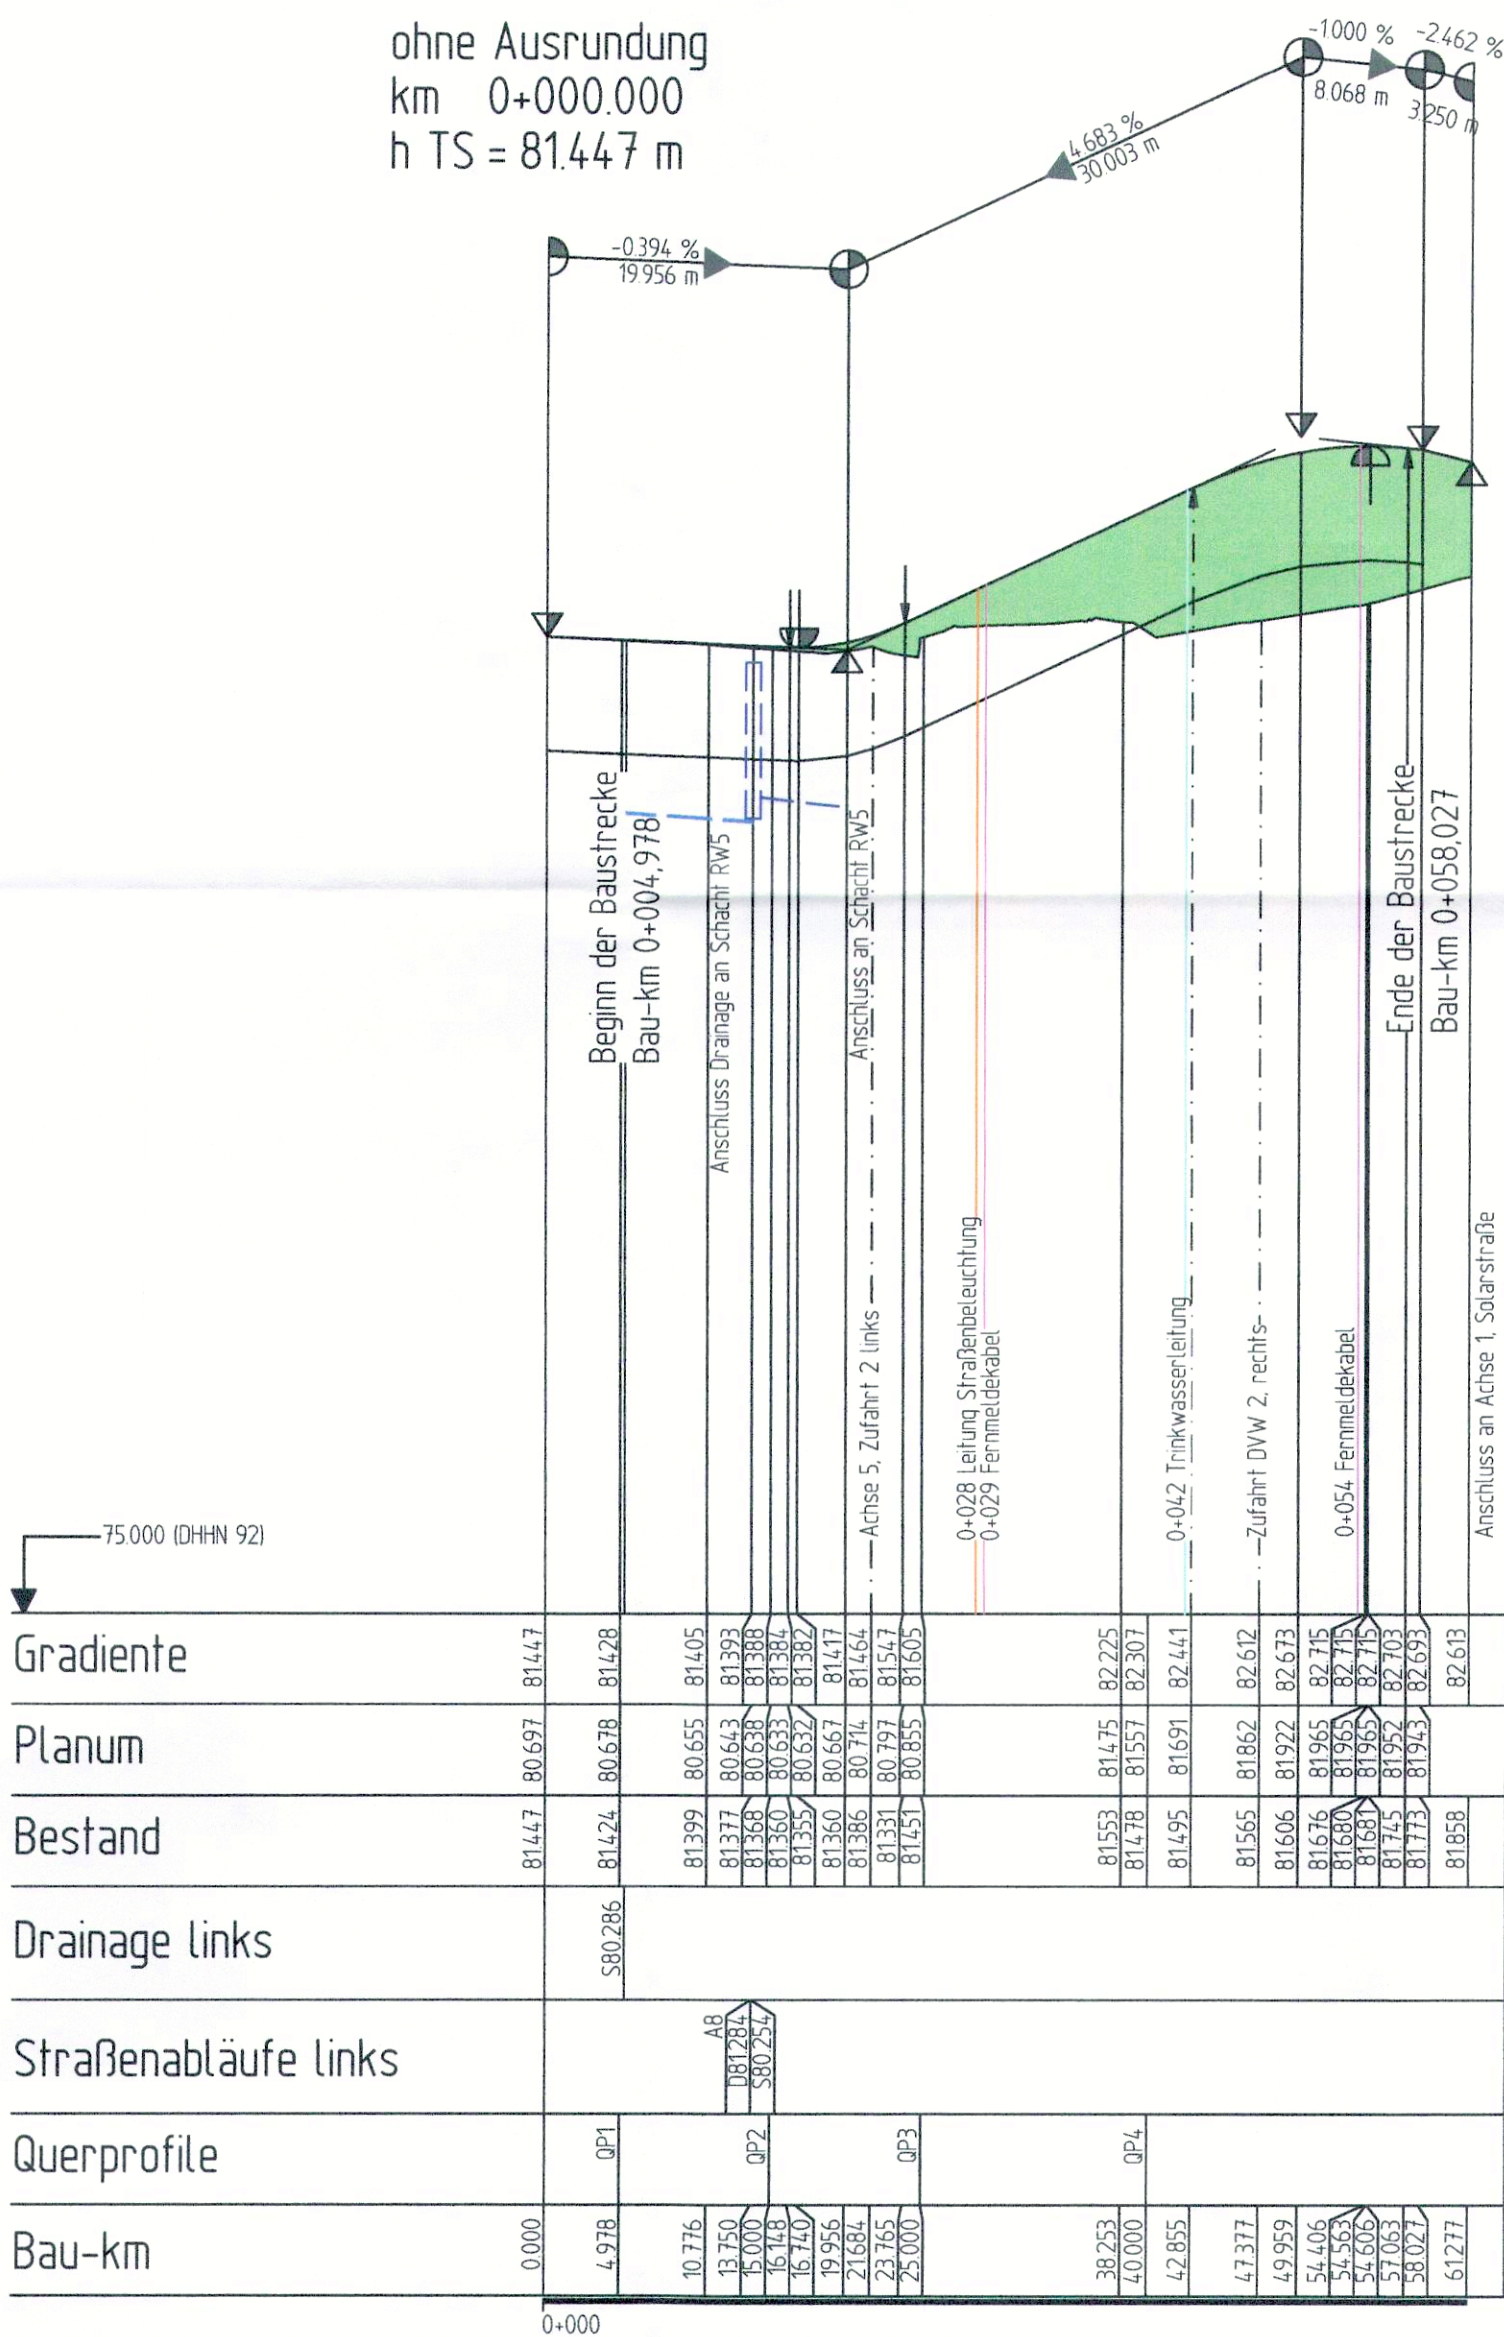 ohne Ausrundung
km 0+000.000
h TS = 81.447 m
-0.394 %
19.956 m
4.683 %
30.003 m
-1.000 %
8.068 m
-2.462 %
3.250 m
Beginn der Baustrecke
Bau-km 0+004,978
Anschluss Drainage an Schacht RW5
Anschluss an Schacht RW5
Achse 5, Zufahrt 2 links
0+028 Leitung Straßenbeleuchtung
0+029 Fernmeldekabel
0+042 Trinkwasserleitung
Zufahrt DVW 2, rechts
0+054 Fernmeldekabel
Ende der Baustrecke
Bau-km 0+058,027
Anschluss an Achse 1, Solarstraße
75.000 (DHHN 92)
Gradiente 81.447 81.428 81.405 81.393 81.388 81.384 81.382 81.417 81.464 81.547 81.605 82.225 82.307 82.441 82.612 82.673 82.715 82.715 82.715 82.703 82.693 82.613
Planum 80.697 80.678 80.655 80.643 80.638 80.633 80.632 80.667 80.714 80.797 80.855 81.475 81.557 81.691 81.862 81.922 81.965 81.965 81.965 81.952 81.943
Bestand 81.447 81.424 81.399 81.377 81.368 81.360 81.355 81.360 81.386 81.331 81.451 81.553 81.478 81.495 81.565 81.606 81.676 81.680 81.681 81.745 81.773 81.858
Drainage links S80.286
Straßenabläufe links A8 D81.284 S80.254
Querprofile QP1 QP2 QP3 QP4
Bau-km 0.000 4.978 10.776 13.750 15.000 16.148 16.740 19.956 21.684 23.765 25.000 38.253 40.000 42.855 47.377 49.959 54.406 54.563 54.606 57.063 58.027 61.277
0+000